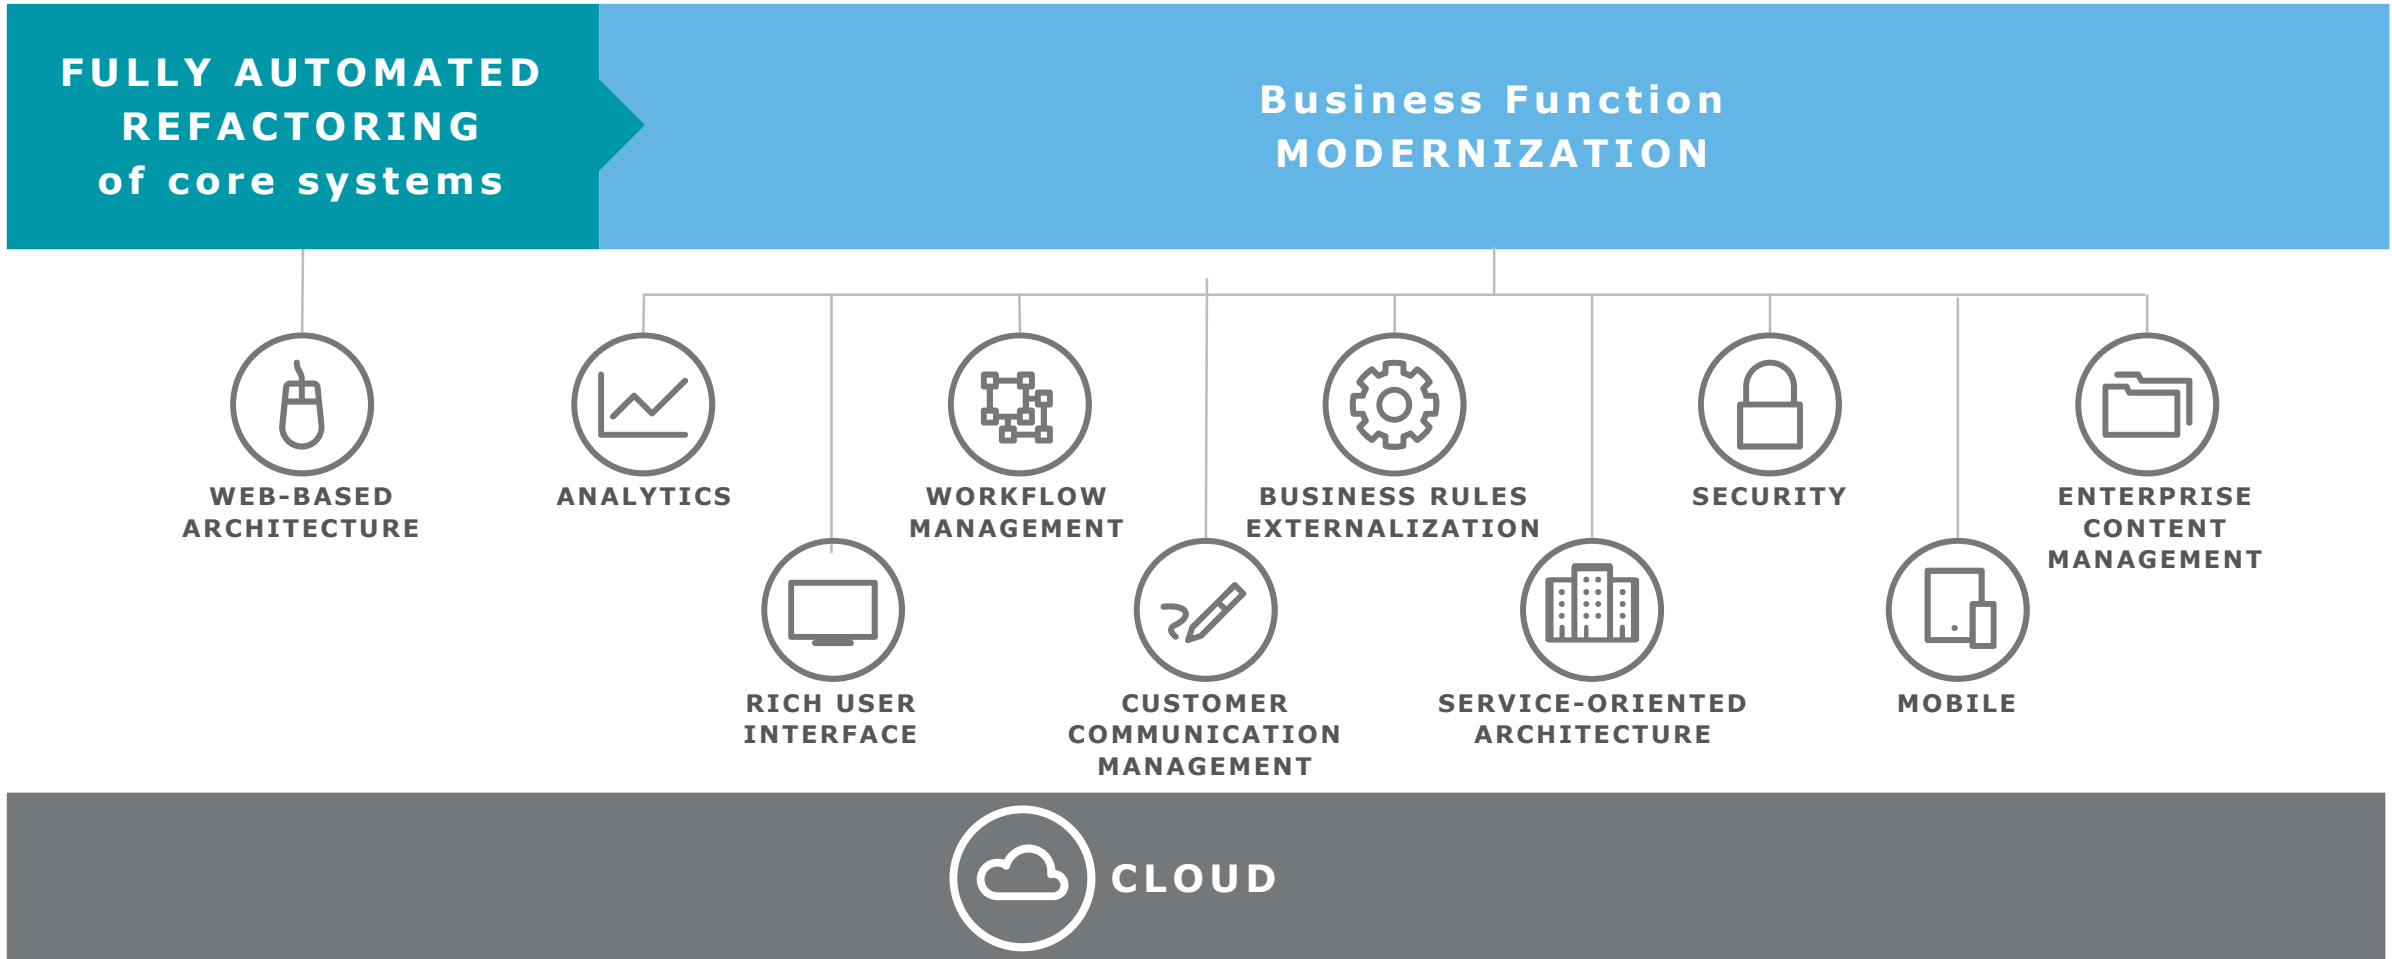 FULLY AUTOMATED
REFACTORING
of core systems
Business Function
MODERNIZATION
WEB-BASED
ARCHITECTURE
ANALYTICS
WORKFLOW
MANAGEMENT
BUSINESS RULES
EXTERNALIZATION
SECURITY
ENTERPRISE
CONTENT
MANAGEMENT
RICH USER
INTERFACE
CUSTOMER
COMMUNICATION
MANAGEMENT
SERVICE-ORIENTED
ARCHITECTURE
MOBILE
CLOUD